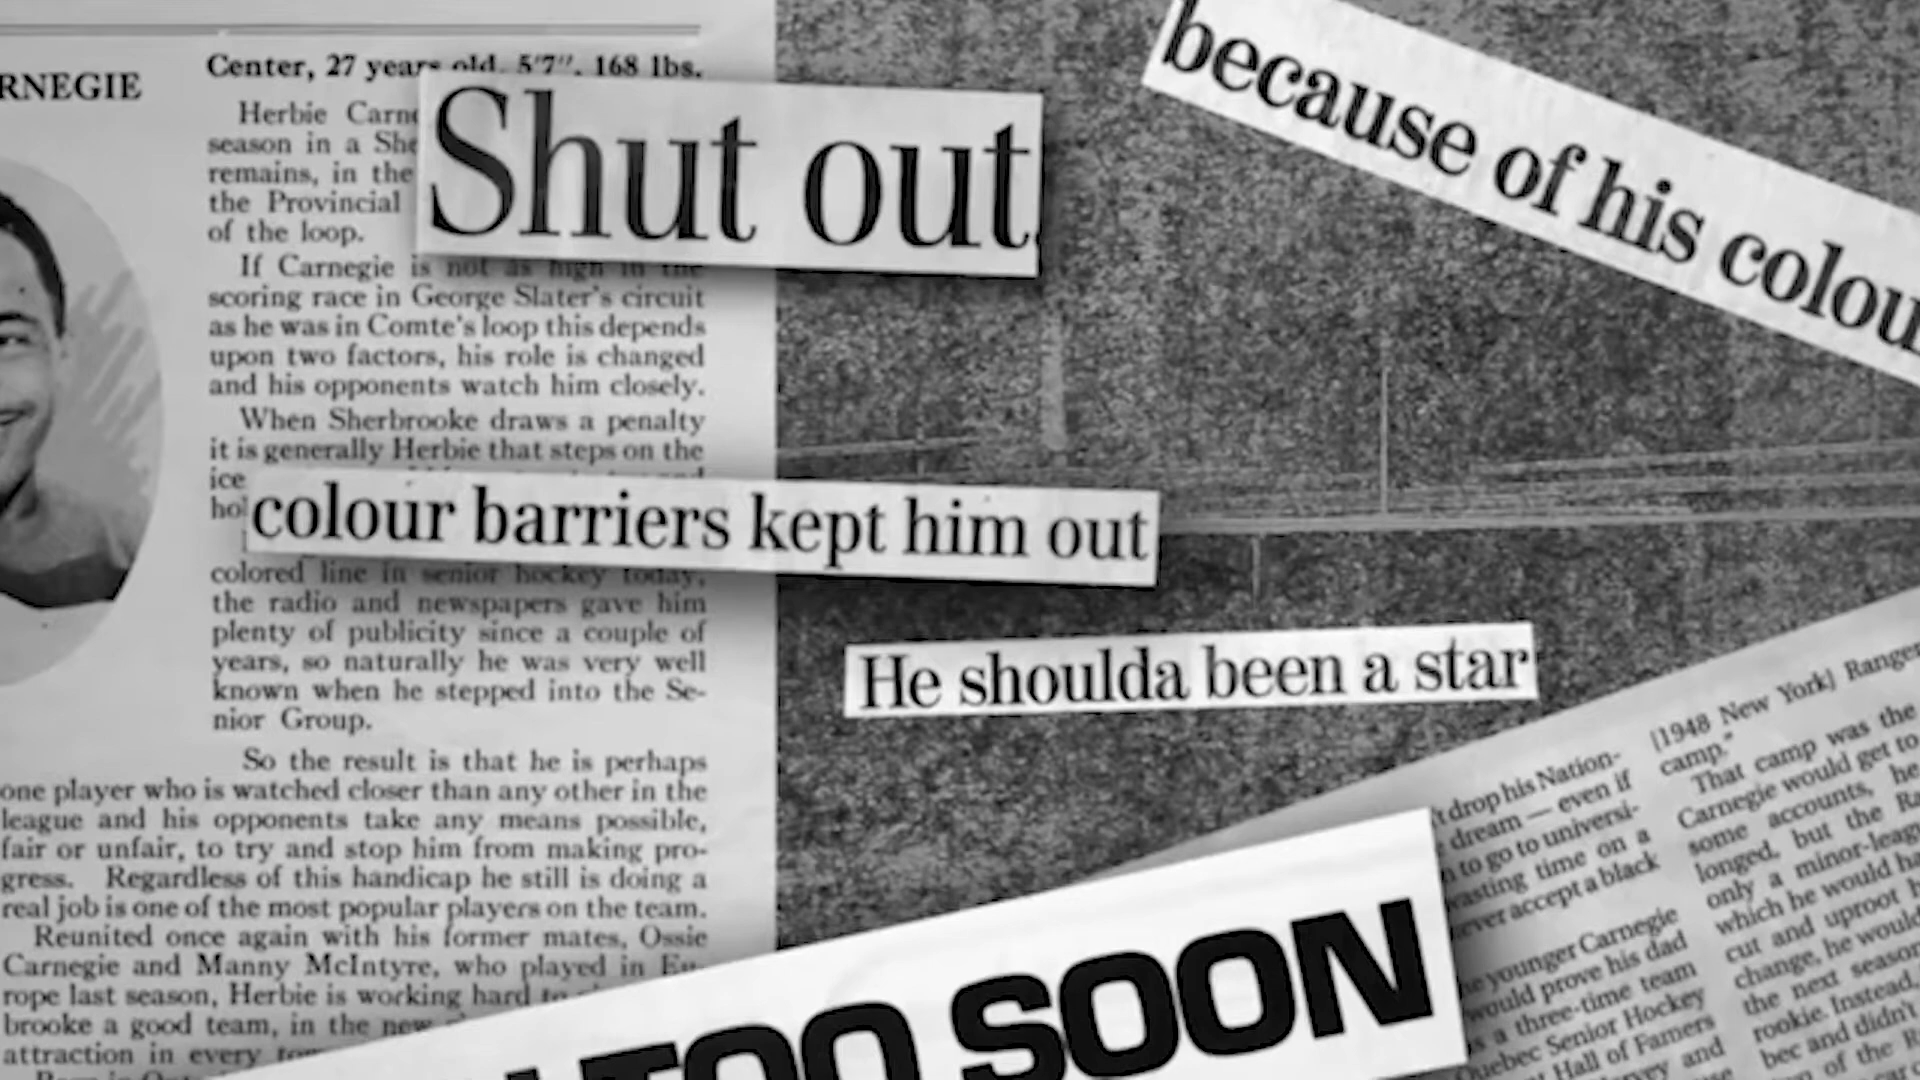 RNEGIE
Center, 27 years old, 5'7", 168 lbs.
Herbie Carne
season in a She
remains, in the
the Provincial
of the loop.
If Carnegie is not as high in the
scoring race in George Slater's circuit
as he was in Comte's loop this depends
upon two factors, his role is changed
and his opponents watch him closely.
When Sherbrooke draws a penalty
it is generally Herbie that steps on the
ice
hol
colored line in senior hockey today,
the radio and newspapers gave him
plenty of publicity since a couple of
years, so naturally he was very well
known when he stepped into the Se-
nior Group.
So the result is that he is perhaps
one player who is watched closer than any other in the
league and his opponents take any means possible,
fair or unfair, to try and stop him from making pro-
gress. Regardless of this handicap he still is doing a
real job is one of the most popular players on the team.
Reunited once again with his former mates, Ossie
Carnegie and Manny McIntyre, who played in Eu-
rope last season, Herbie is working hard to
brooke a good team, in the new
attraction in every
Shut out
because of his colou
colour barriers kept him out
He shoulda been a star
TOO SOON
't drop his Nation-
dream — even if
to go to universi-
asting time on a
ever accept a black
e younger Carnegie
would prove his dad
s a three-time team
Quebec Senior Hockey
Hall of Famers
rvey and
[1948 New York] Ranger
camp."
That camp was the
Carnegie would get to
some accounts, he
longed, but the Ra
only a minor-leagu
which he would ha
cut and uproot h
change, he would
the next season
rookie. Instead,
bec and didn't
n of the R